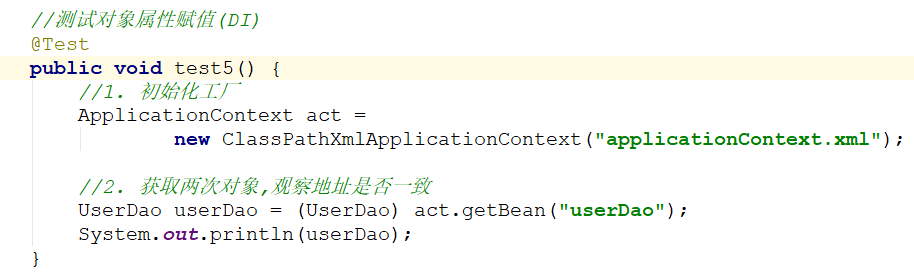 //测试对象属性赋值(DI)
@Test
public void test5() {
//1. 初始化工厂
ApplicationContext act =
new ClassPathXmlApplicationContext("applicationContext.xml");
//2. 获取两次对象,观察地址是否一致
UserDao userDao = (UserDao) act.getBean("userDao");
System.out.println(userDao);
}